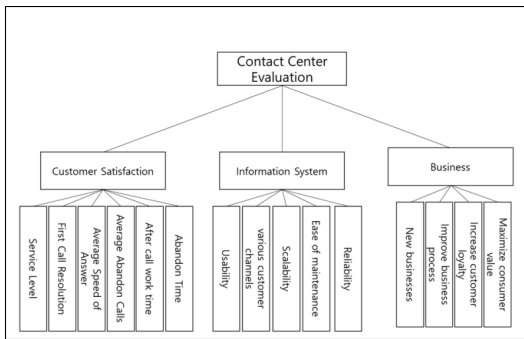 Contact Center
Evaluation
Customer Satisfaction
Information System
Business
Service Level
First Call Resolution
Average Speed of
Answer
Average Abandon Calls
After call work time
Abandon Time
Usability
various customer
channels
Scalability
Ease of maintenance
Reliability
New businesses
Improve business
process
Increase customer
loyalty
Maximize consumer
value